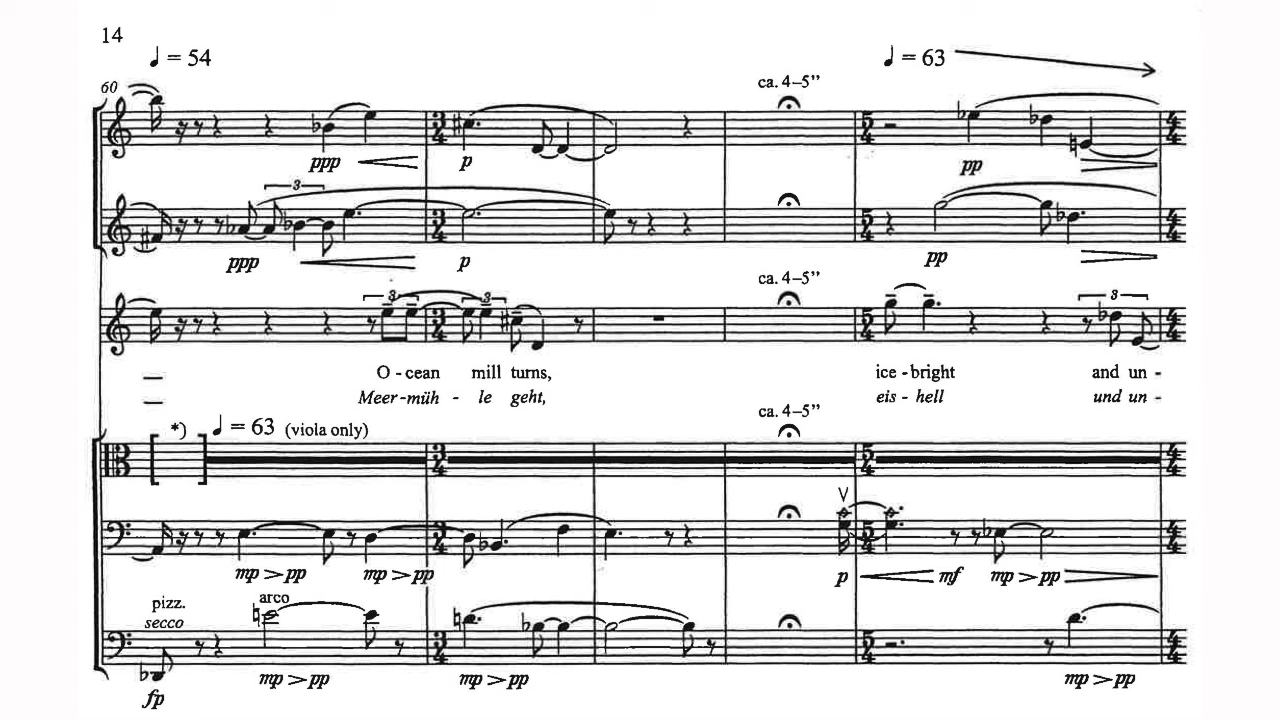 14
♩ = 54
♩ = 63
60
ca. 4–5”
ppp
p
pp
3
ppp
p
pp
ca. 4–5”
3
3
3
O - cean mill turns,
ice - bright and un -
Meer - müh - le geht,
eis - hell und un -
ca. 4–5”
*) ♩ = 63 (viola only)
mp > pp
mp > pp
p
mf
mp > pp
pizz.
secco
arco
fp
mp > pp
mp > pp
mp > pp